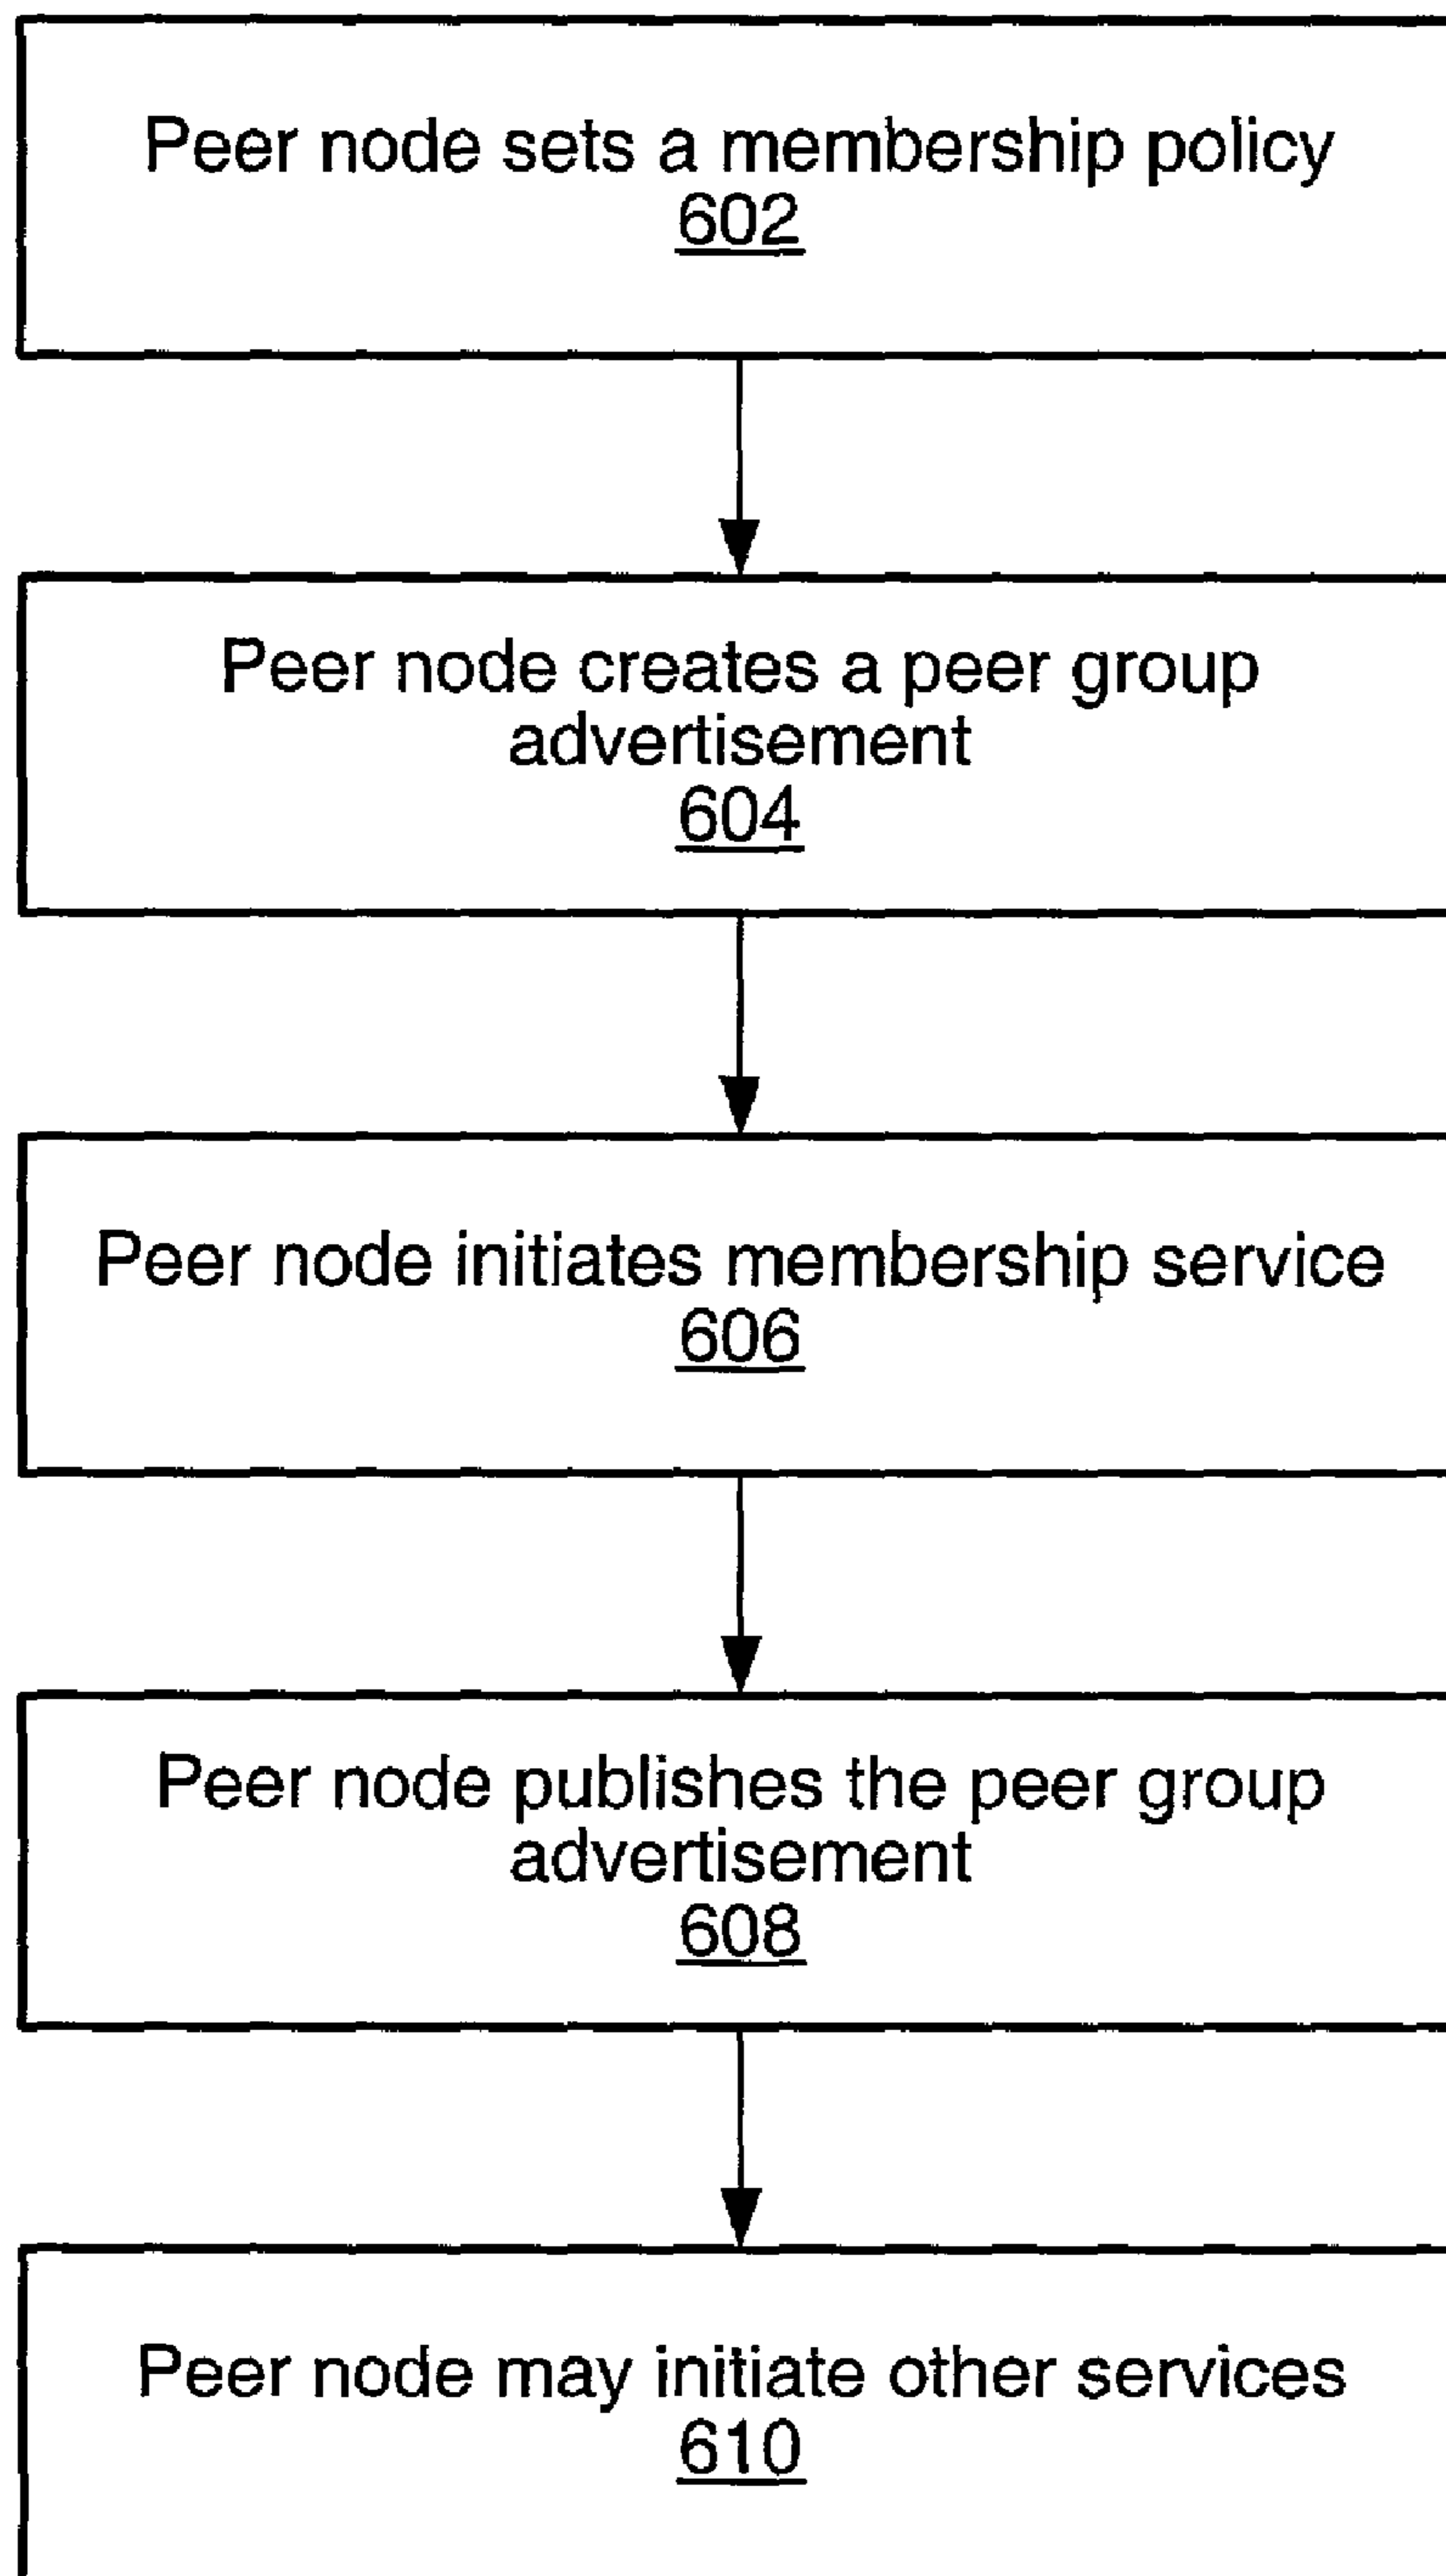 Peer node sets a membership policy
602
Peer node creates a peer group
advertisement
604
Peer node initiates membership service
606
Peer node publishes the peer group
advertisement
608
Peer node may initiate other services
610